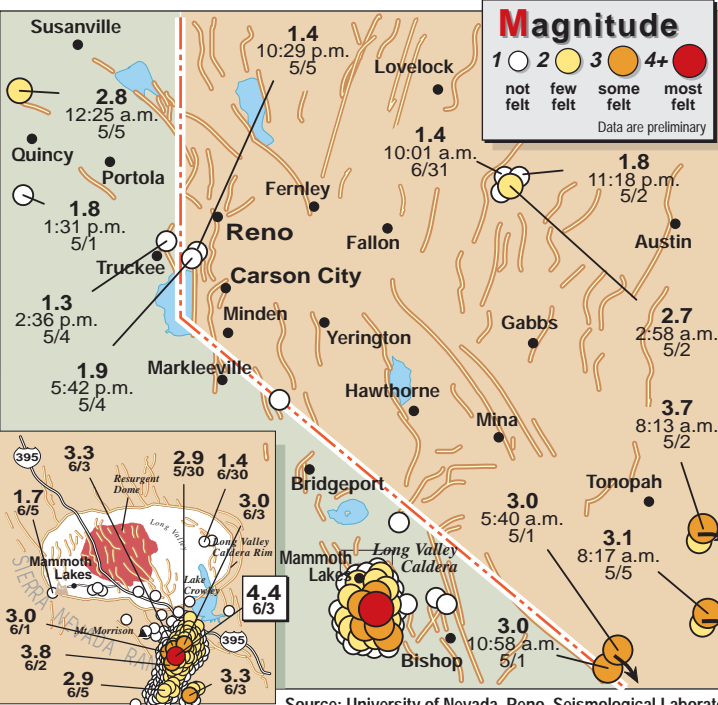 Magnitude
1 2 3 4+
not felt
few felt
some felt
most felt
Data are preliminary
Susanville
1.4
10:29 p.m.
5/5
Lovelock
2.8
12:25 a.m.
5/5
Quincy
Portola
1.4
10:01 a.m.
6/31
1.8
11:18 p.m.
5/2
Fernley
1.8
1:31 p.m.
5/1
Reno
Fallon
Austin
Truckee
Carson City
1.3
2:36 p.m.
5/4
Minden
Yerington
Gabbs
2.7
2:58 a.m.
5/2
1.9
5:42 p.m.
5/4
Markleeville
Hawthorne
Mina
3.7
8:13 a.m.
5/2
Bridgeport
Tonopah
3.0
5:40 a.m.
5/1
3.1
8:17 a.m.
5/5
Mammoth
Lakes
Long Valley
Caldera
Bishop
3.0
10:58 a.m.
5/1
395
3.3
6/3
2.9
5/30
1.4
6/30
1.7
6/5
Resurgent
Dome
3.0
6/3
Long Valley
Long Valley
Caldera Rim
Mammoth
Lakes
Lake
Crowley
4.4
6/3
SIERRA NEVADA RAN
3.0
6/1
Mt. Morrison
395
3.8
6/2
2.9
6/5
3.3
6/3
Source: University of Nevada, Reno, Seismological Laborat